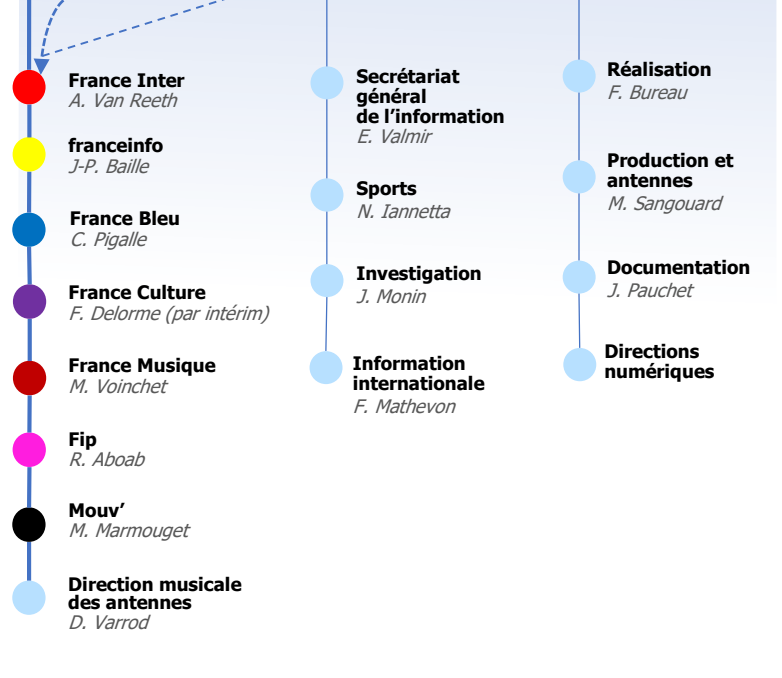 France Inter
A. Van Reeth
franceinfo
J-P. Baille
France Bleu
C. Pigalle
France Culture
F. Delorme (par intérim)
France Musique
M. Voinchet
Fip
R. Aboab
Mouv’
M. Marmouget
Direction musicale
des antennes
D. Varrod
Secrétariat
général
de l’information
E. Valmir
Sports
N. Iannetta
Investigation
J. Monin
Information
internationale
F. Mathevon
Réalisation
F. Bureau
Production et
antennes
M. Sangouard
Documentation
J. Pauchet
Directions
numériques